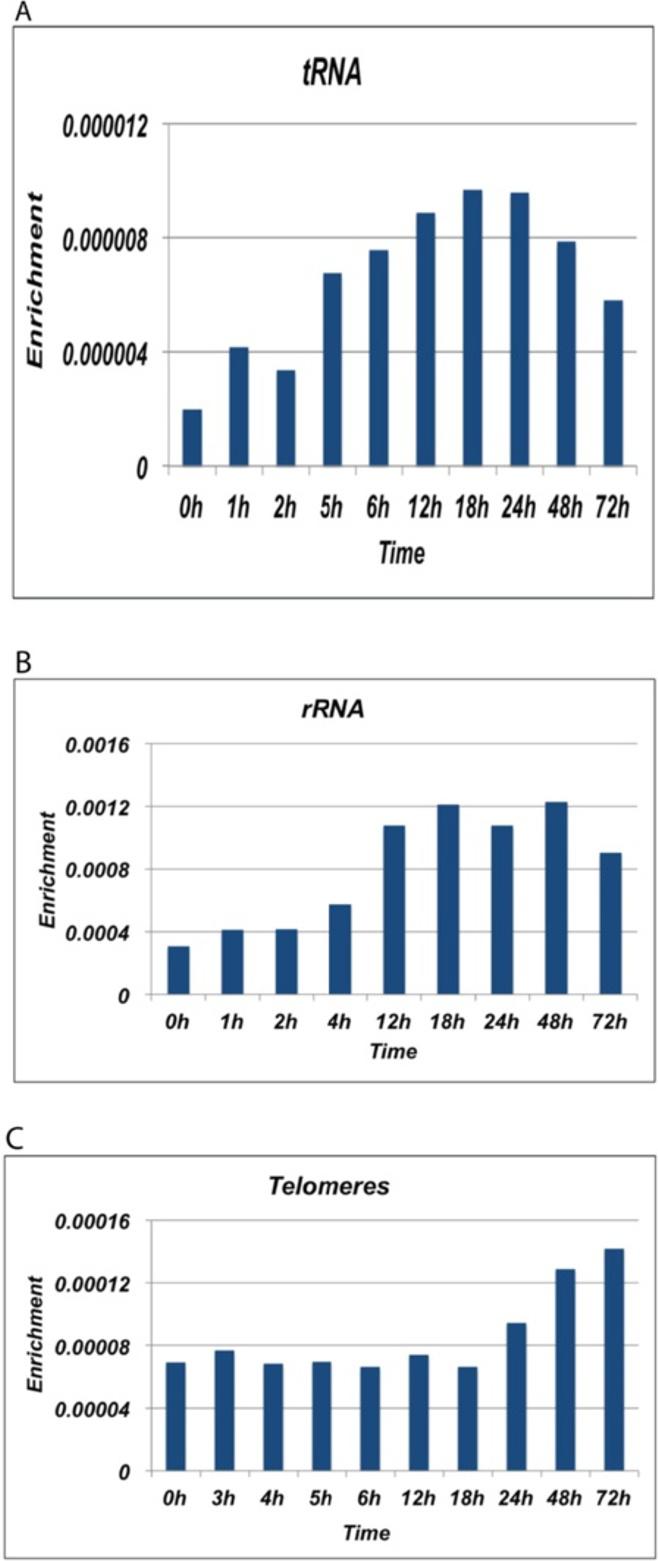 A
tRNA
0.000012
0.000008
0.000004
0
Enrichment
0h 1h 2h 5h 6h 12h 18h 24h 48h 72h
Time
B
rRNA
0.0016
0.0012
0.0008
0.0004
0
Enrichment
0h 1h 2h 4h 12h 18h 24h 48h 72h
Time
C
Telomeres
0.00016
0.00012
0.00008
0.00004
0
Enrichment
0h 3h 4h 5h 6h 12h 18h 24h 48h 72h
Time